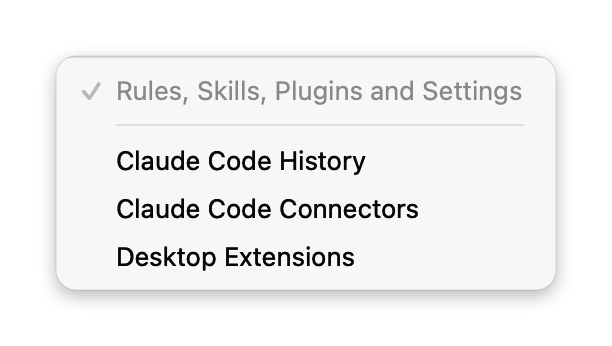 Rules, Skills, Plugins and Settings
Claude Code History
Claude Code Connectors
Desktop Extensions